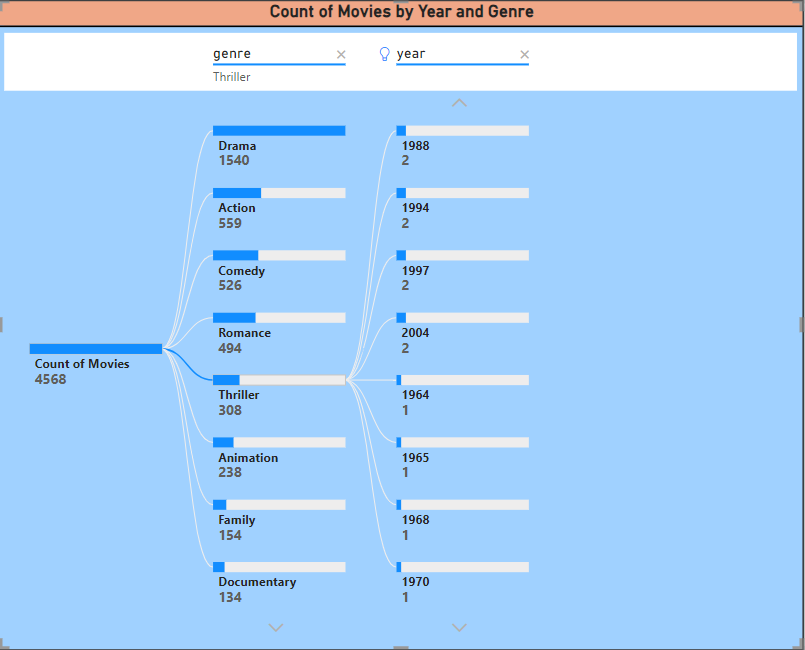 Count of Movies by Year and Genre
genre
year
Thriller
Drama
1540
Action
559
Comedy
526
Romance
494
Count of Movies
4568
Thriller
308
Animation
238
Family
154
Documentary
134
1988
2
1994
2
1997
2
2004
2
1964
1
1965
1
1968
1
1970
1